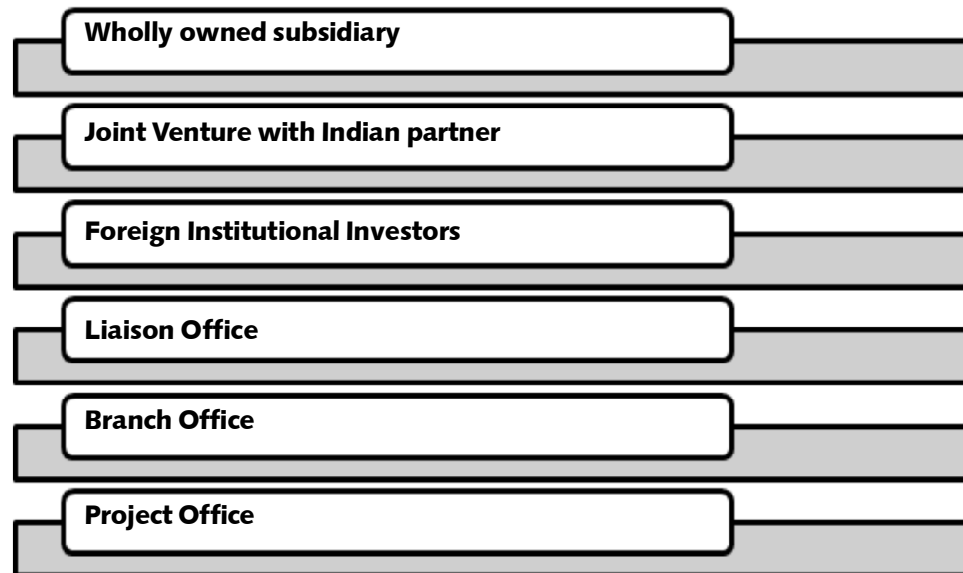 Wholly owned subsidiary
Joint Venture with Indian partner
Foreign Institutional Investors
Liaison Office
Branch Office
Project Office